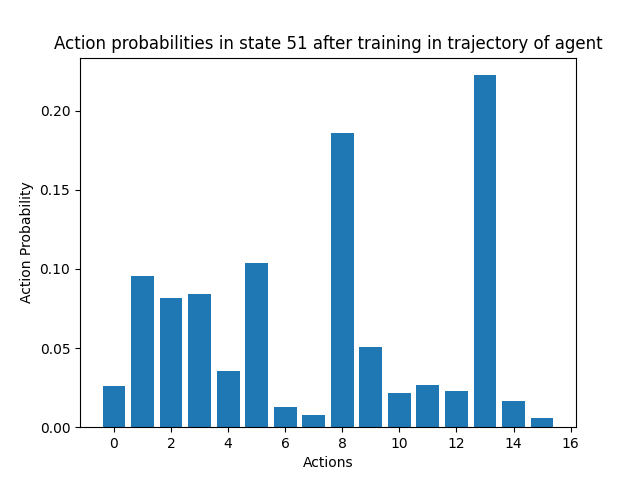 Action probabilities in state 51 after training in trajectory of agent
0.20
0.15
0.10
0.05
0.00
Action Probability
0 2 4 6 8 10 12 14 16
Actions